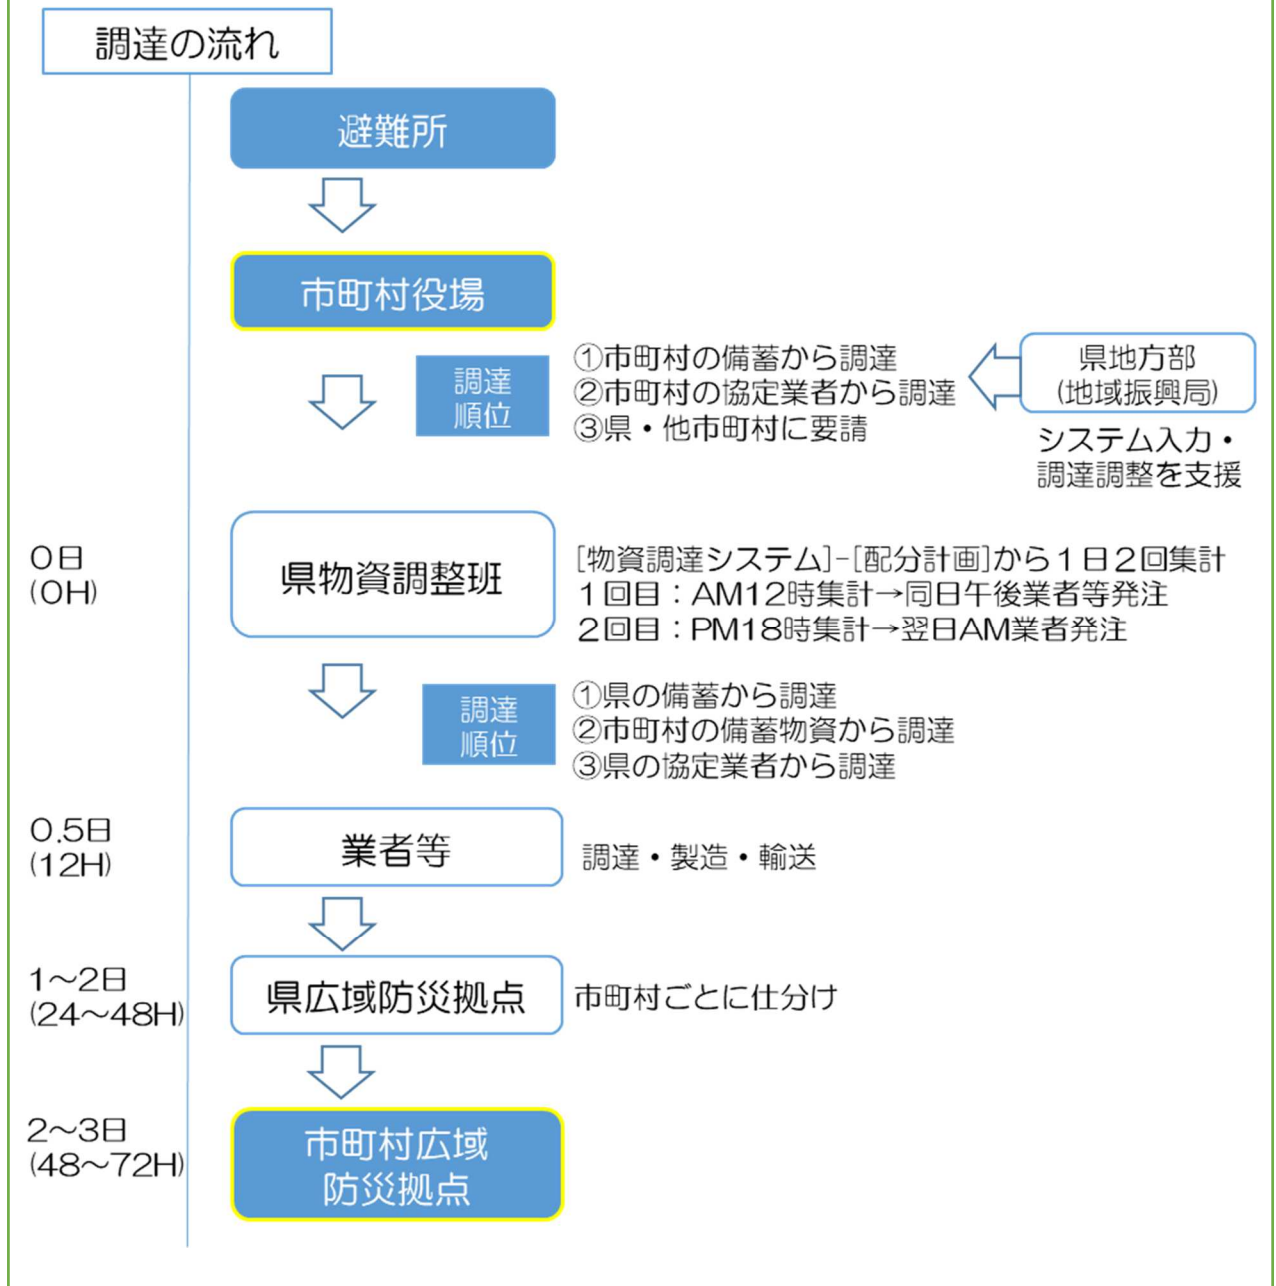 調達の流れ
避難所
市町村役場
調達
順位
①市町村の備蓄から調達
②市町村の協定業者から調達
③県・他市町村に要請
県地方部
(地域振興局)
システム入力・
調達調整を支援
0日
(0H)
県物資調整班
[物資調達システム]-[配分計画]から1日2回集計
1回目：AM12時集計→同日午後業者等発注
2回目：PM18時集計→翌日AM業者発注
調達
順位
①県の備蓄から調達
②市町村の備蓄物資から調達
③県の協定業者から調達
0.5日
(12H)
業者等
調達・製造・輸送
1～2日
(24～48H)
県広域防災拠点
市町村ごとに仕分け
2～3日
(48～72H)
市町村広域
防災拠点